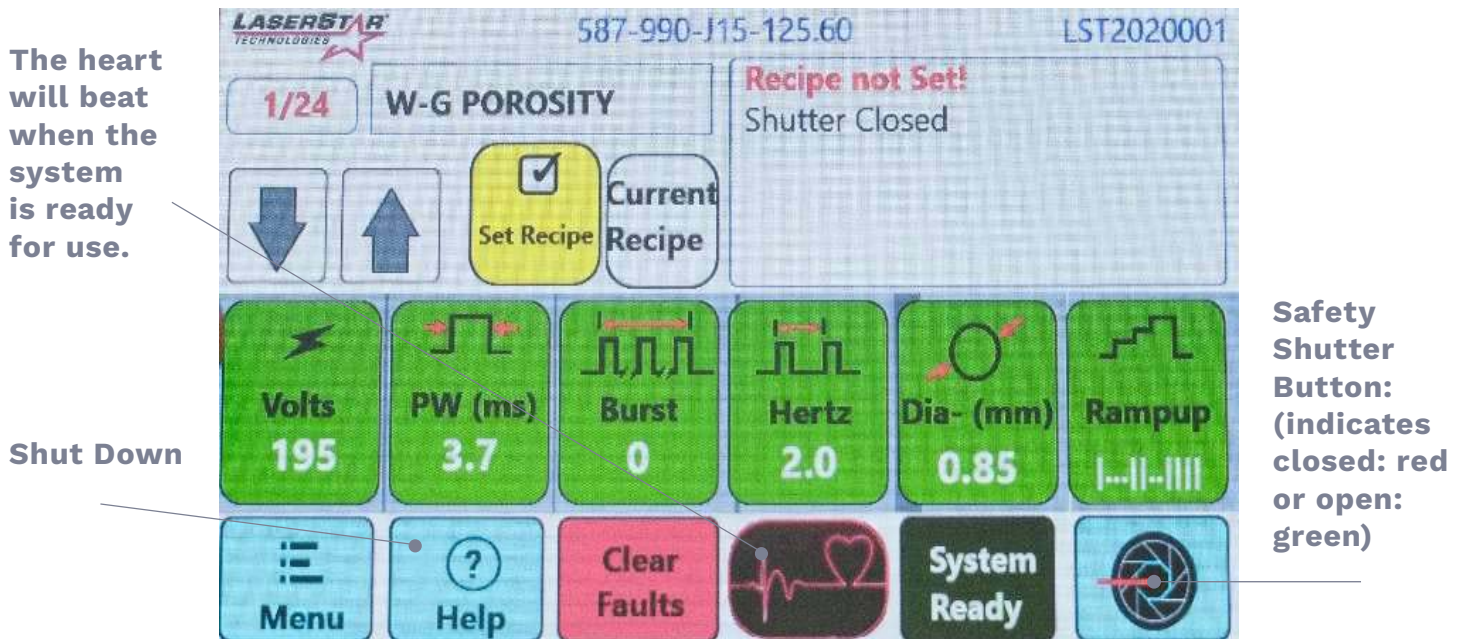 The heart
will beat
when the
system
is ready
for use.
Shut Down
LASERSTAR
TECHNOLOGIES
587-990-J15-125.60
LST2020001
1/24
W-G POROSITY
Recipe not Set!
Shutter Closed
Set Recipe
Current
Recipe
Volts
195
PW (ms)
3.7
Burst
0
Hertz
2.0
Dia- (mm)
0.85
Rampup
Menu
Help
Clear
Faults
System
Ready
Safety
Shutter
Button:
(indicates
closed: red
or open:
green)